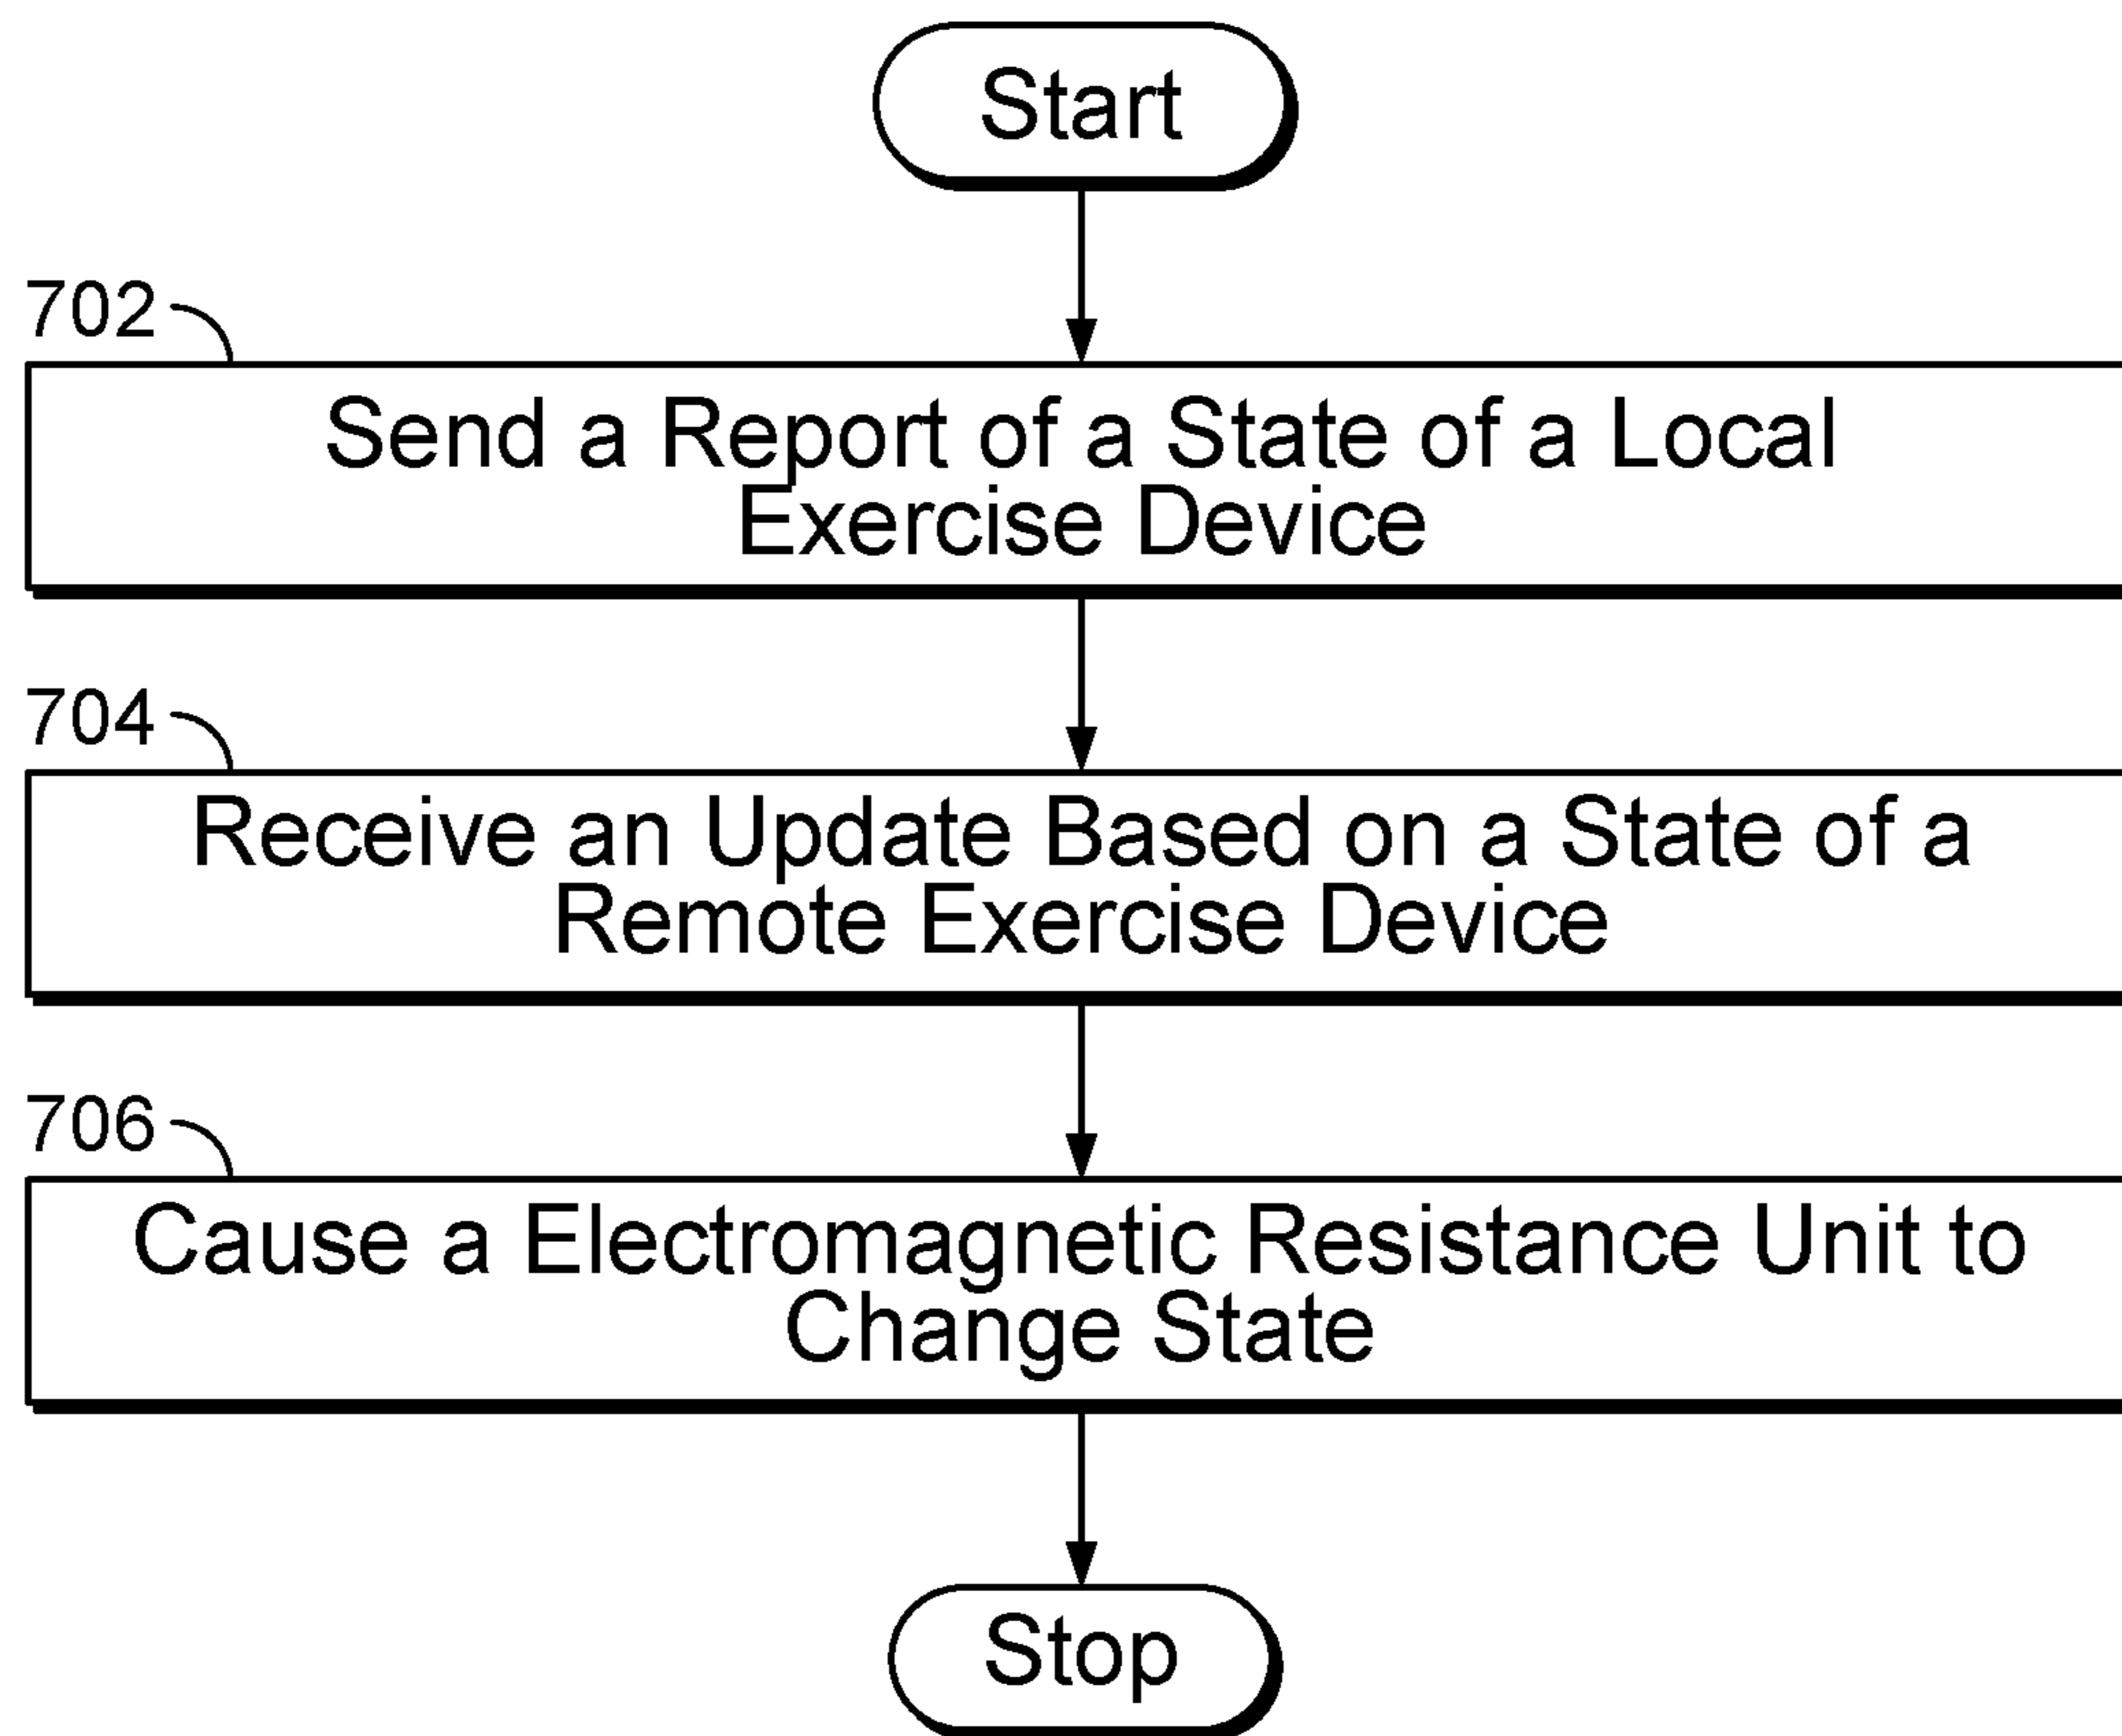 Start
702
Send a Report of a State of a Local
Exercise Device
704
Receive an Update Based on a State of a
Remote Exercise Device
706
Cause a Electromagnetic Resistance Unit to
Change State
Stop